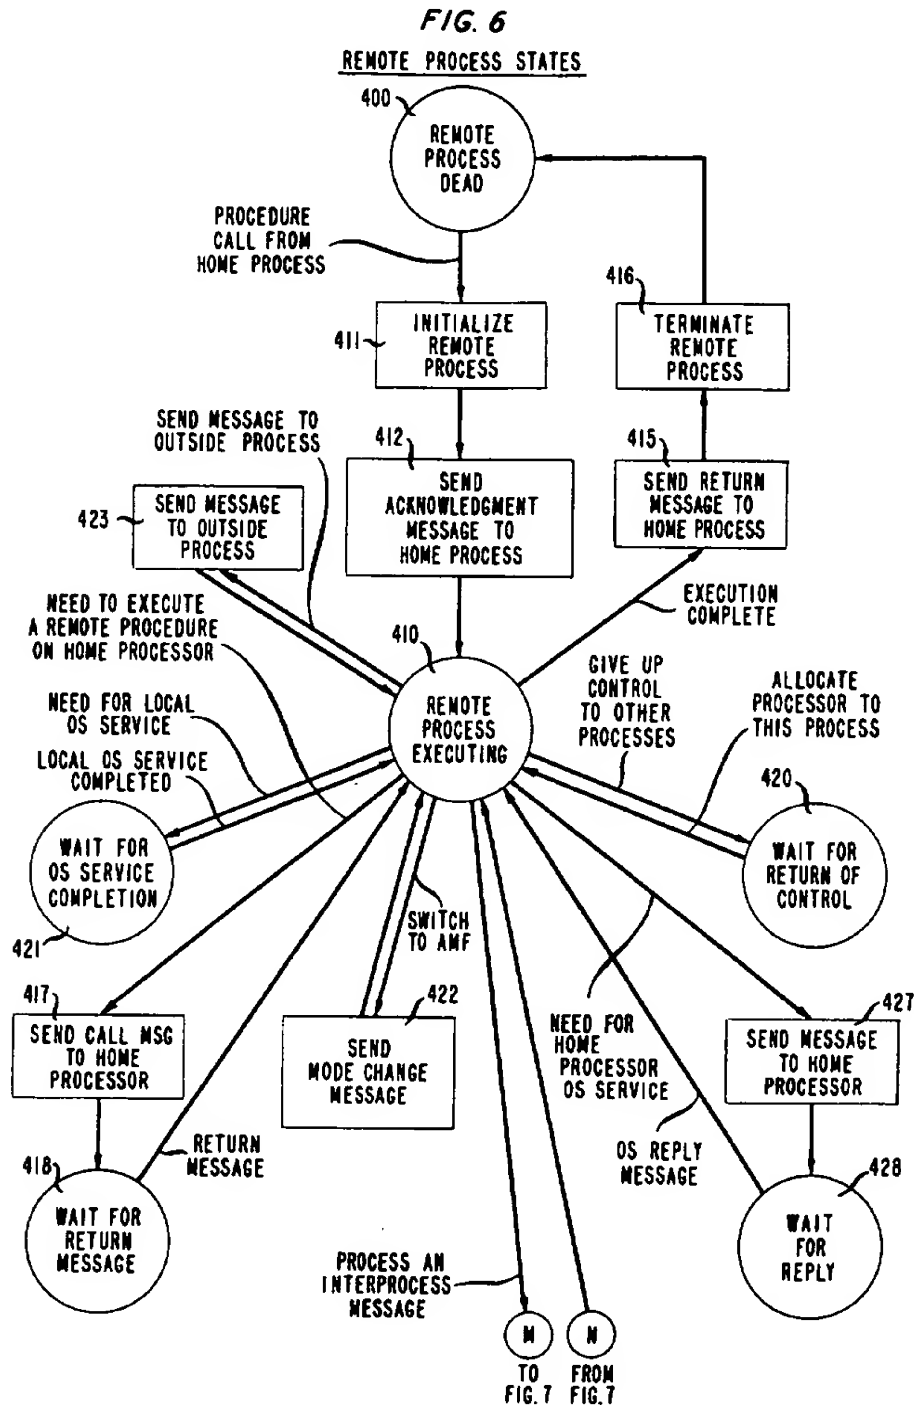 FIG. 6
REMOTE PROCESS STATES
400
REMOTE
PROCESS
DEAD
PROCEDURE
CALL FROM
HOME PROCESS
416
411
INITIALIZE
REMOTE
PROCESS
TERMINATE
REMOTE
PROCESS
SEND MESSAGE TO
OUTSIDE PROCESS
412
415
SEND
ACKNOWLEDGMENT
MESSAGE TO
HOME PROCESS
SEND RETURN
MESSAGE TO
HOME PROCESS
423
SEND MESSAGE
TO OUTSIDE
PROCESS
NEED TO EXECUTE
A REMOTE PROCEDURE
ON HOME PROCESSOR
410
EXECUTION
COMPLETE
GIVE UP
CONTROL
TO OTHER
PROCESSES
ALLOCATE
PROCESSOR TO
THIS PROCESS
NEED FOR LOCAL
OS SERVICE
REMOTE
PROCESS
EXECUTING
LOCAL OS SERVICE
COMPLETED
420
WAIT FOR
OS SERVICE
COMPLETION
421
WAIT FOR
RETURN OF
CONTROL
SWITCH
TO AMF
417
SEND CALL MSG
TO HOME
PROCESSOR
422
SEND
MODE CHANGE
MESSAGE
NEED FOR
HOME
PROCESSOR
OS SERVICE
427
SEND MESSAGE
TO HOME
PROCESSOR
RETURN
MESSAGE
OS REPLY
MESSAGE
418
WAIT FOR
RETURN
MESSAGE
428
WAIT
FOR
REPLY
PROCESS AN
INTERPROCESS
MESSAGE
M
N
TO
FIG. 7
FROM
FIG. 7